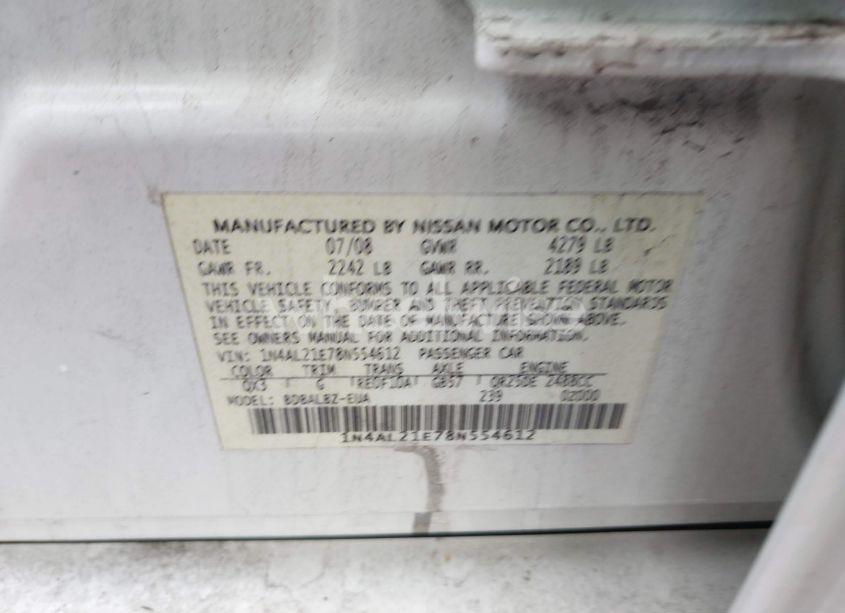 MANUFACTURED BY NISSAN MOTOR CO., LTD.
DATE 07/08 GVWR 4279 LB
GAWR FR. 2242 LB GAWR RR. 2189 LB
THIS VEHICLE CONFORMS TO ALL APPLICABLE FEDERAL MOTOR
VEHICLE SAFETY, BUMPER AND THEFT PREVENTION STANDARDS
IN EFFECT ON THE DATE OF MANUFACTURE SHOWN ABOVE.
SEE OWNERS MANUAL FOR ADDITIONAL INFORMATION.
VIN: 1N4AL21E78N554612 PASSENGER CAR
COLOR TRIM TRANS AXLE ENGINE
QX3 G RE0F10A GB57 QR25DE 2488CC
MODEL: BDBALBZ-EUA 239 02000
1N4AL21E78N554612